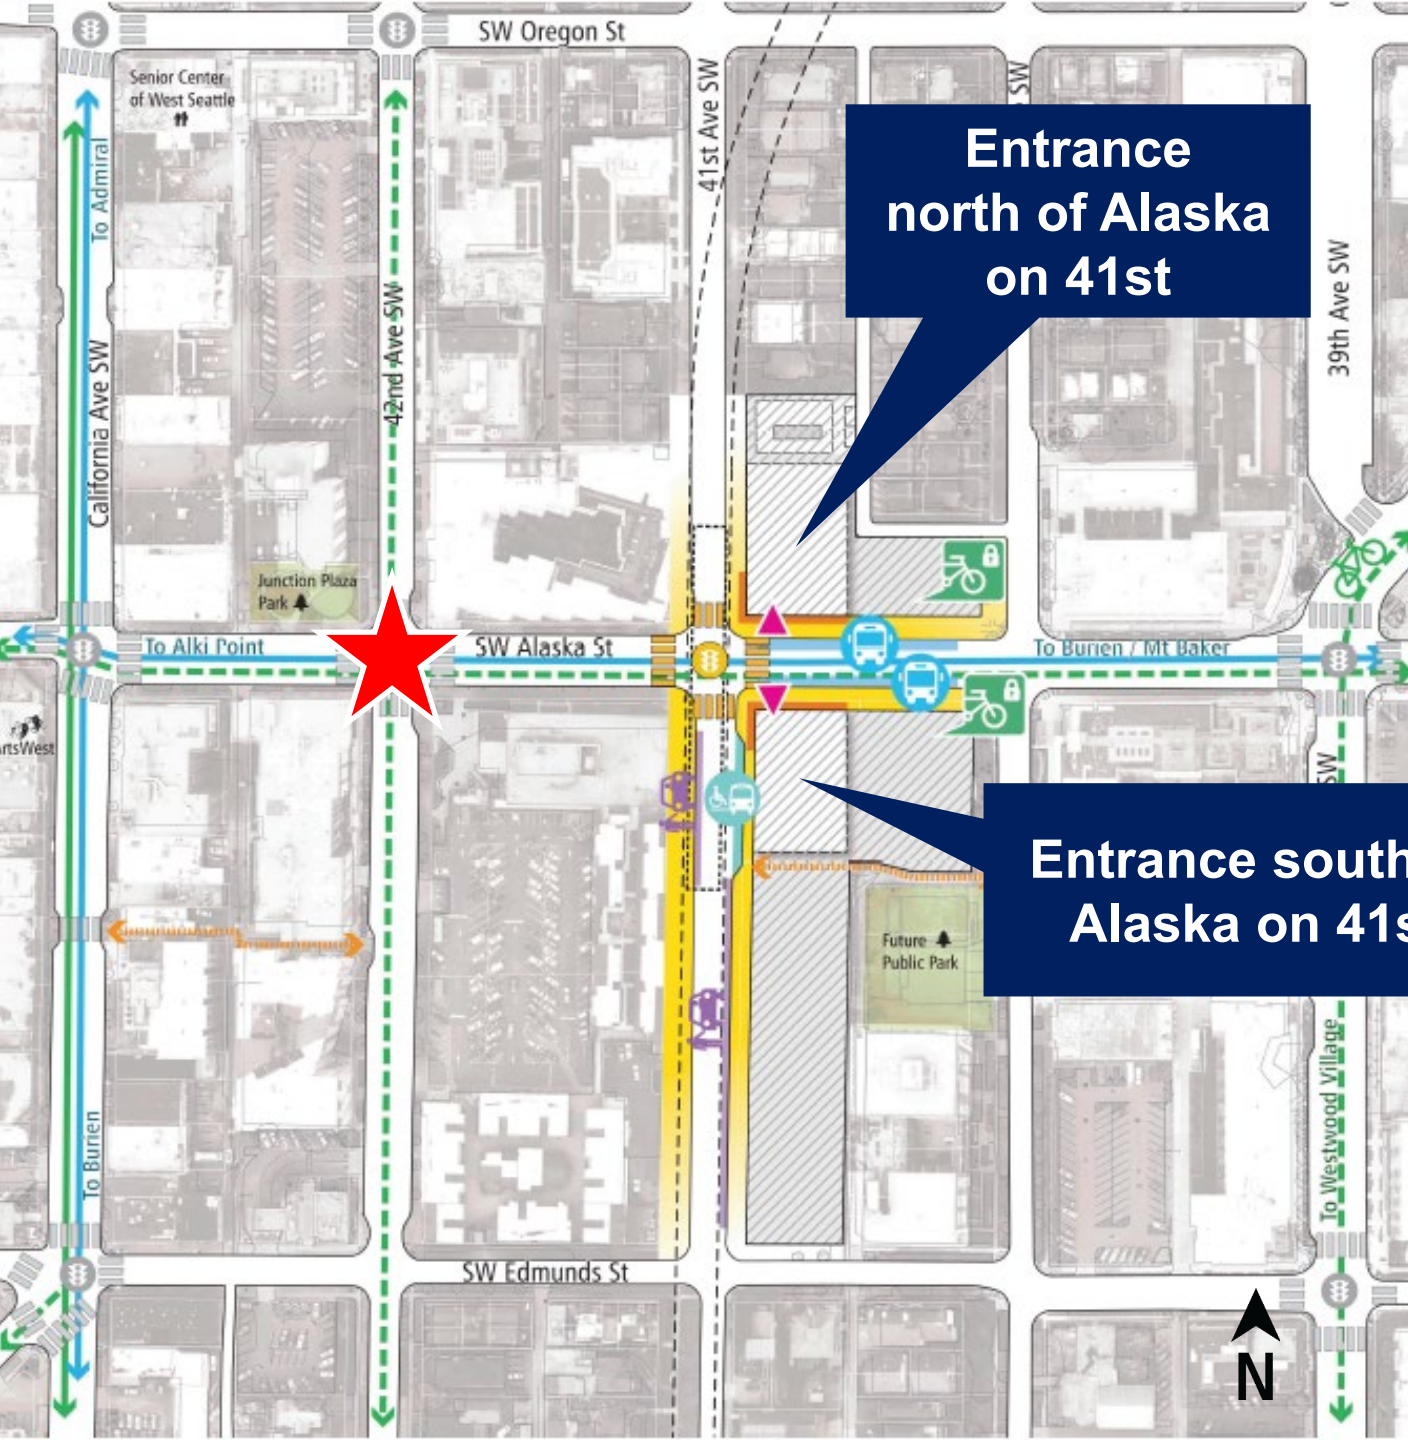 SW Oregon St
Senior Center
of West Seattle
41st Ave SW
SW
Entrance
north of Alaska
on 41st
To Admiral
39th Ave SW
42nd Ave SW
California Ave SW
Junction Plaza
Park
To Alki Point
SW Alaska St
To Burien / Mt Baker
rtsWest
SW
Entrance south
Alaska on 41s
Future
Public Park
To Westwood Village
To Burien
SW Edmunds St
N